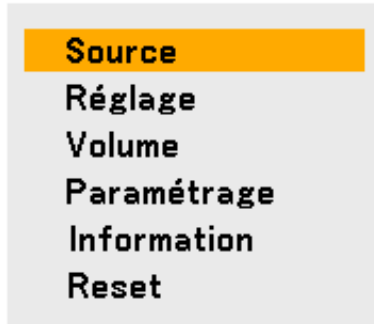 Source
Réglage
Volume
Paramétrage
Information
Reset